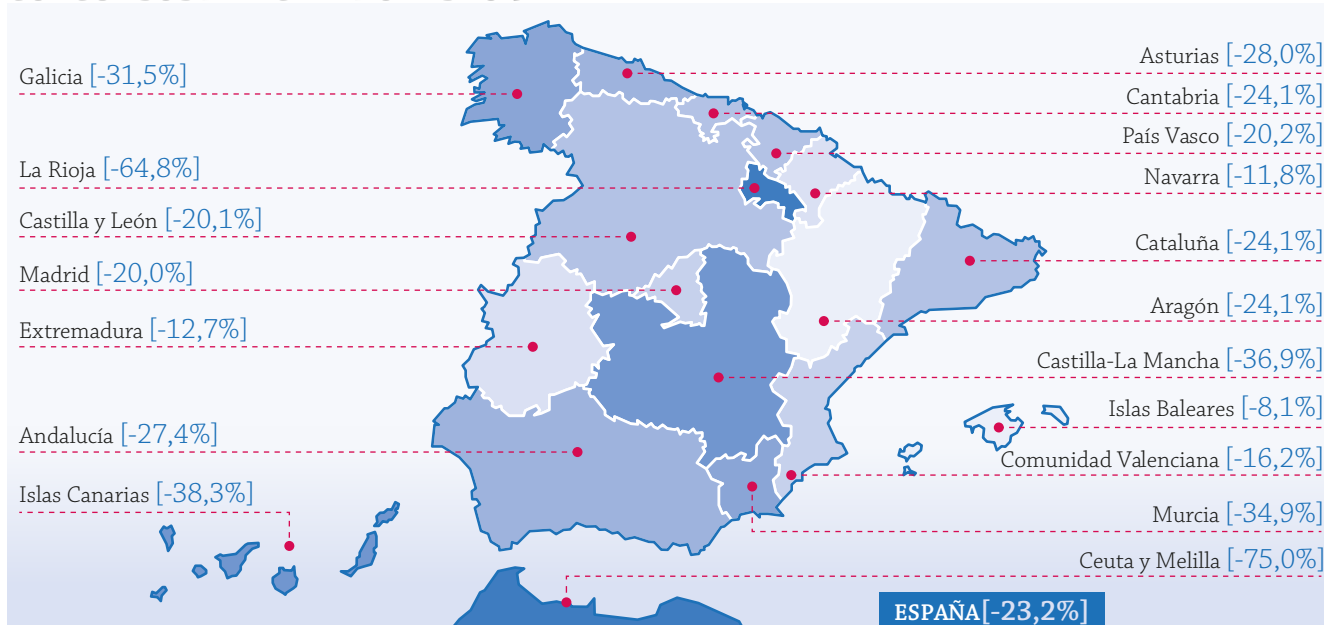 Galicia [-31,5%]
La Rioja [-64,8%]
Castilla y León [-20,1%]
Madrid [-20,0%]
Extremadura [-12,7%]
Andalucía [-27,4%]
Islas Canarias [-38,3%]
Asturias [-28,0%]
Cantabria [-24,1%]
País Vasco [-20,2%]
Navarra [-11,8%]
Cataluña [-24,1%]
Aragón [-24,1%]
Castilla-La Mancha [-36,9%]
Islas Baleares [-8,1%]
Comunidad Valenciana [-16,2%]
Murcia [-34,9%]
Ceuta y Melilla [-75,0%]
ESPAÑA[-23,2%]